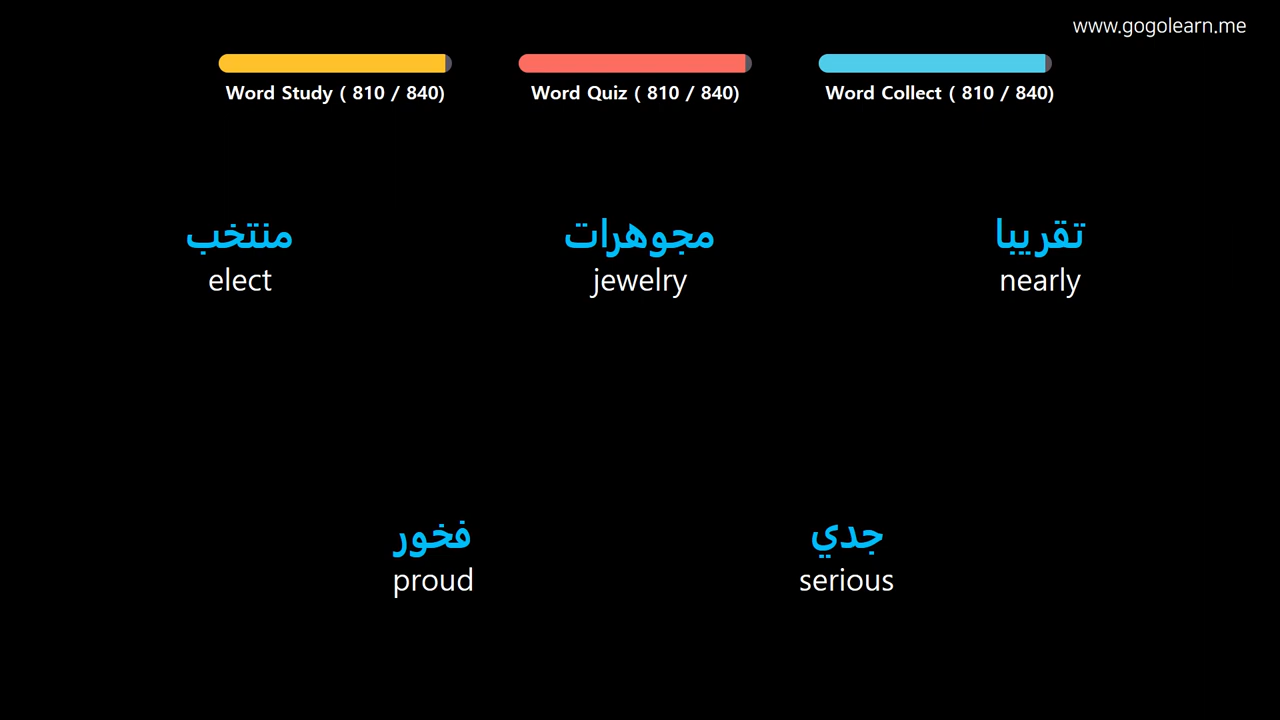 www.gogolearn.me
Word Study ( 810 / 840)
Word Quiz ( 810 / 840)
Word Collect ( 810 / 840)
منتخب
elect
مجوهرات
jewelry
تقريبا
nearly
فخور
proud
جدي
serious